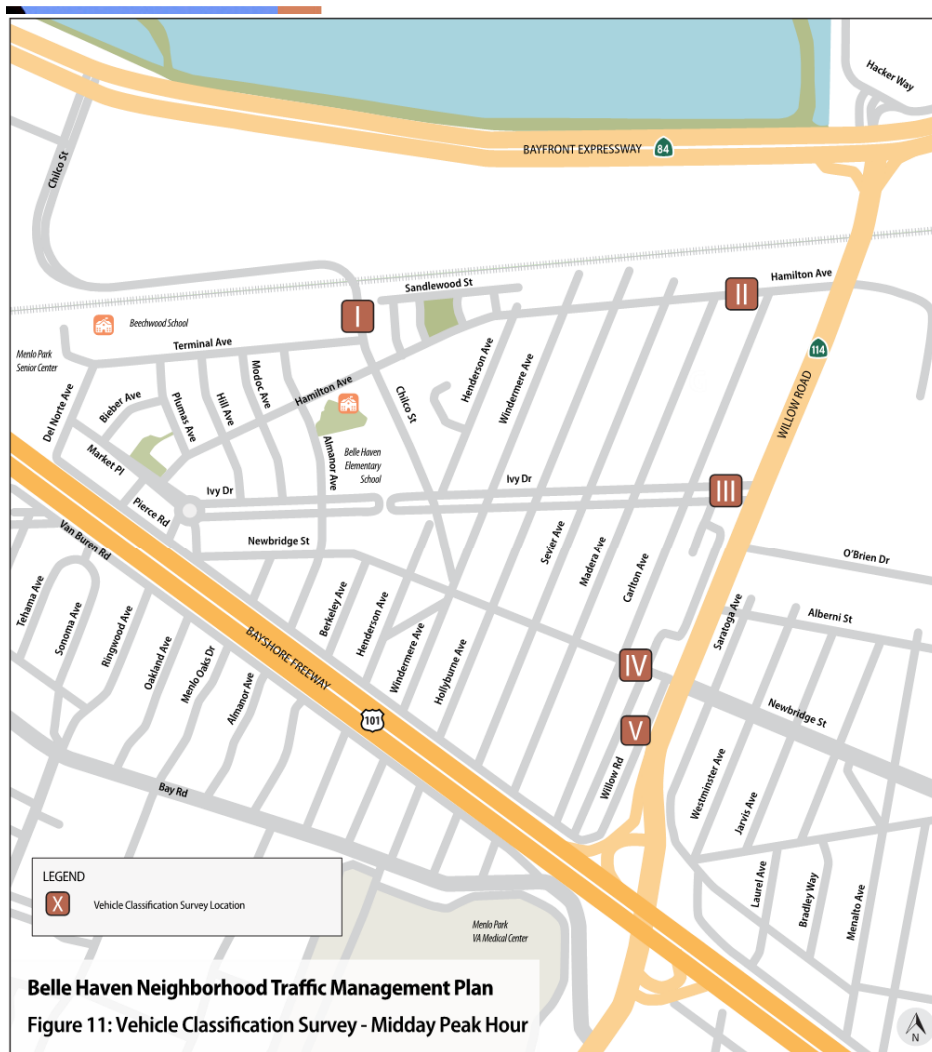 Hacker Way
BAYFRONT EXPRESSWAY
84
Chilco St
Hamilton Ave
Sandlewood St
II
I
Beechwood School
Terminal Ave
Menlo Park
Senior Center
114
WILLOW ROAD
Henderson Ave
Windermere Ave
Modoc Ave
Hamilton Ave
Chilco St
Bieber Ave
Plumas Ave
Hill Ave
Del Norte Ave
Almanor Ave
Belle Haven
Elementary
School
Market Pl
Ivy Dr
Ivy Dr
III
Pierce Rd
Van Buren Rd
Newbridge St
Sevier Ave
Madera Ave
Carlton Ave
O'Brien Dr
Tehama Ave
Sonoma Ave
Ringwood Ave
Berkeley Ave
Henderson Ave
Windermere Ave
Hollyburne Ave
Saratoga Ave
Alberni St
BAYSHORE FREEWAY
Oakland Ave
Menlo Oaks Dr
Almanor Ave
IV
101
Newbridge St
V
Willow Rd
Westminster Ave
Jarvis Ave
Bay Rd
Laurel Ave
Bradley Way
Menalto Ave
LEGEND
X Vehicle Classification Survey Location
Menlo Park
VA Medical Center
Belle Haven Neighborhood Traffic Management Plan
Figure 11: Vehicle Classification Survey - Midday Peak Hour
N